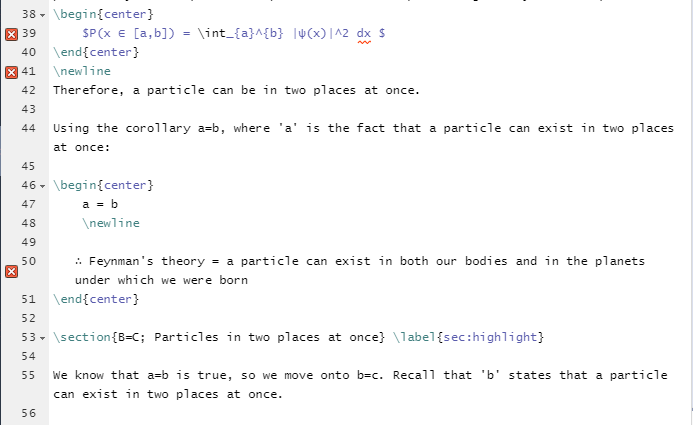 38 \begin{center}
39 $P(x ∈ [a,b]) = \int_{a}^{b} |ψ(x)|^2 dx $
40 \end{center}
41 \newline
42 Therefore, a particle can be in two places at once.
43
44 Using the corollary a=b, where 'a' is the fact that a particle can exist in two places
at once:
45
46 \begin{center}
47 a = b
48 \newline
49
50 ∴ Feynman's theory = a particle can exist in both our bodies and in the planets
under which we were born
51 \end{center}
52
53 \section{B=C; Particles in two places at once} \label{sec:highlight}
54
55 We know that a=b is true, so we move onto b=c. Recall that 'b' states that a particle
can exist in two places at once.
56